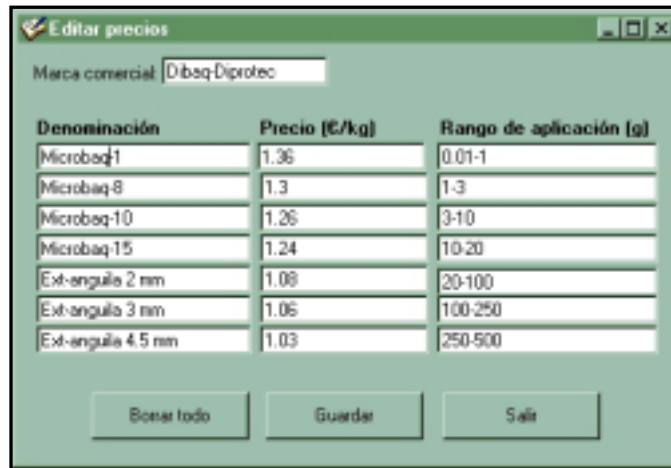 Editar precios
Marca comercial: Dibaq-Diprotec
Denominación Precio (€/kg) Rango de aplicación (g)
Microbaq-1 1.36 0.01-1
Microbaq-8 1.3 1-3
Microbaq-10 1.26 3-10
Microbaq-15 1.24 10-20
Ext-anguila 2 mm 1.08 20-100
Ext-anguila 3 mm 1.06 100-250
Ext-anguila 4.5 mm 1.03 250-500
Borrar todo Guardar Salir